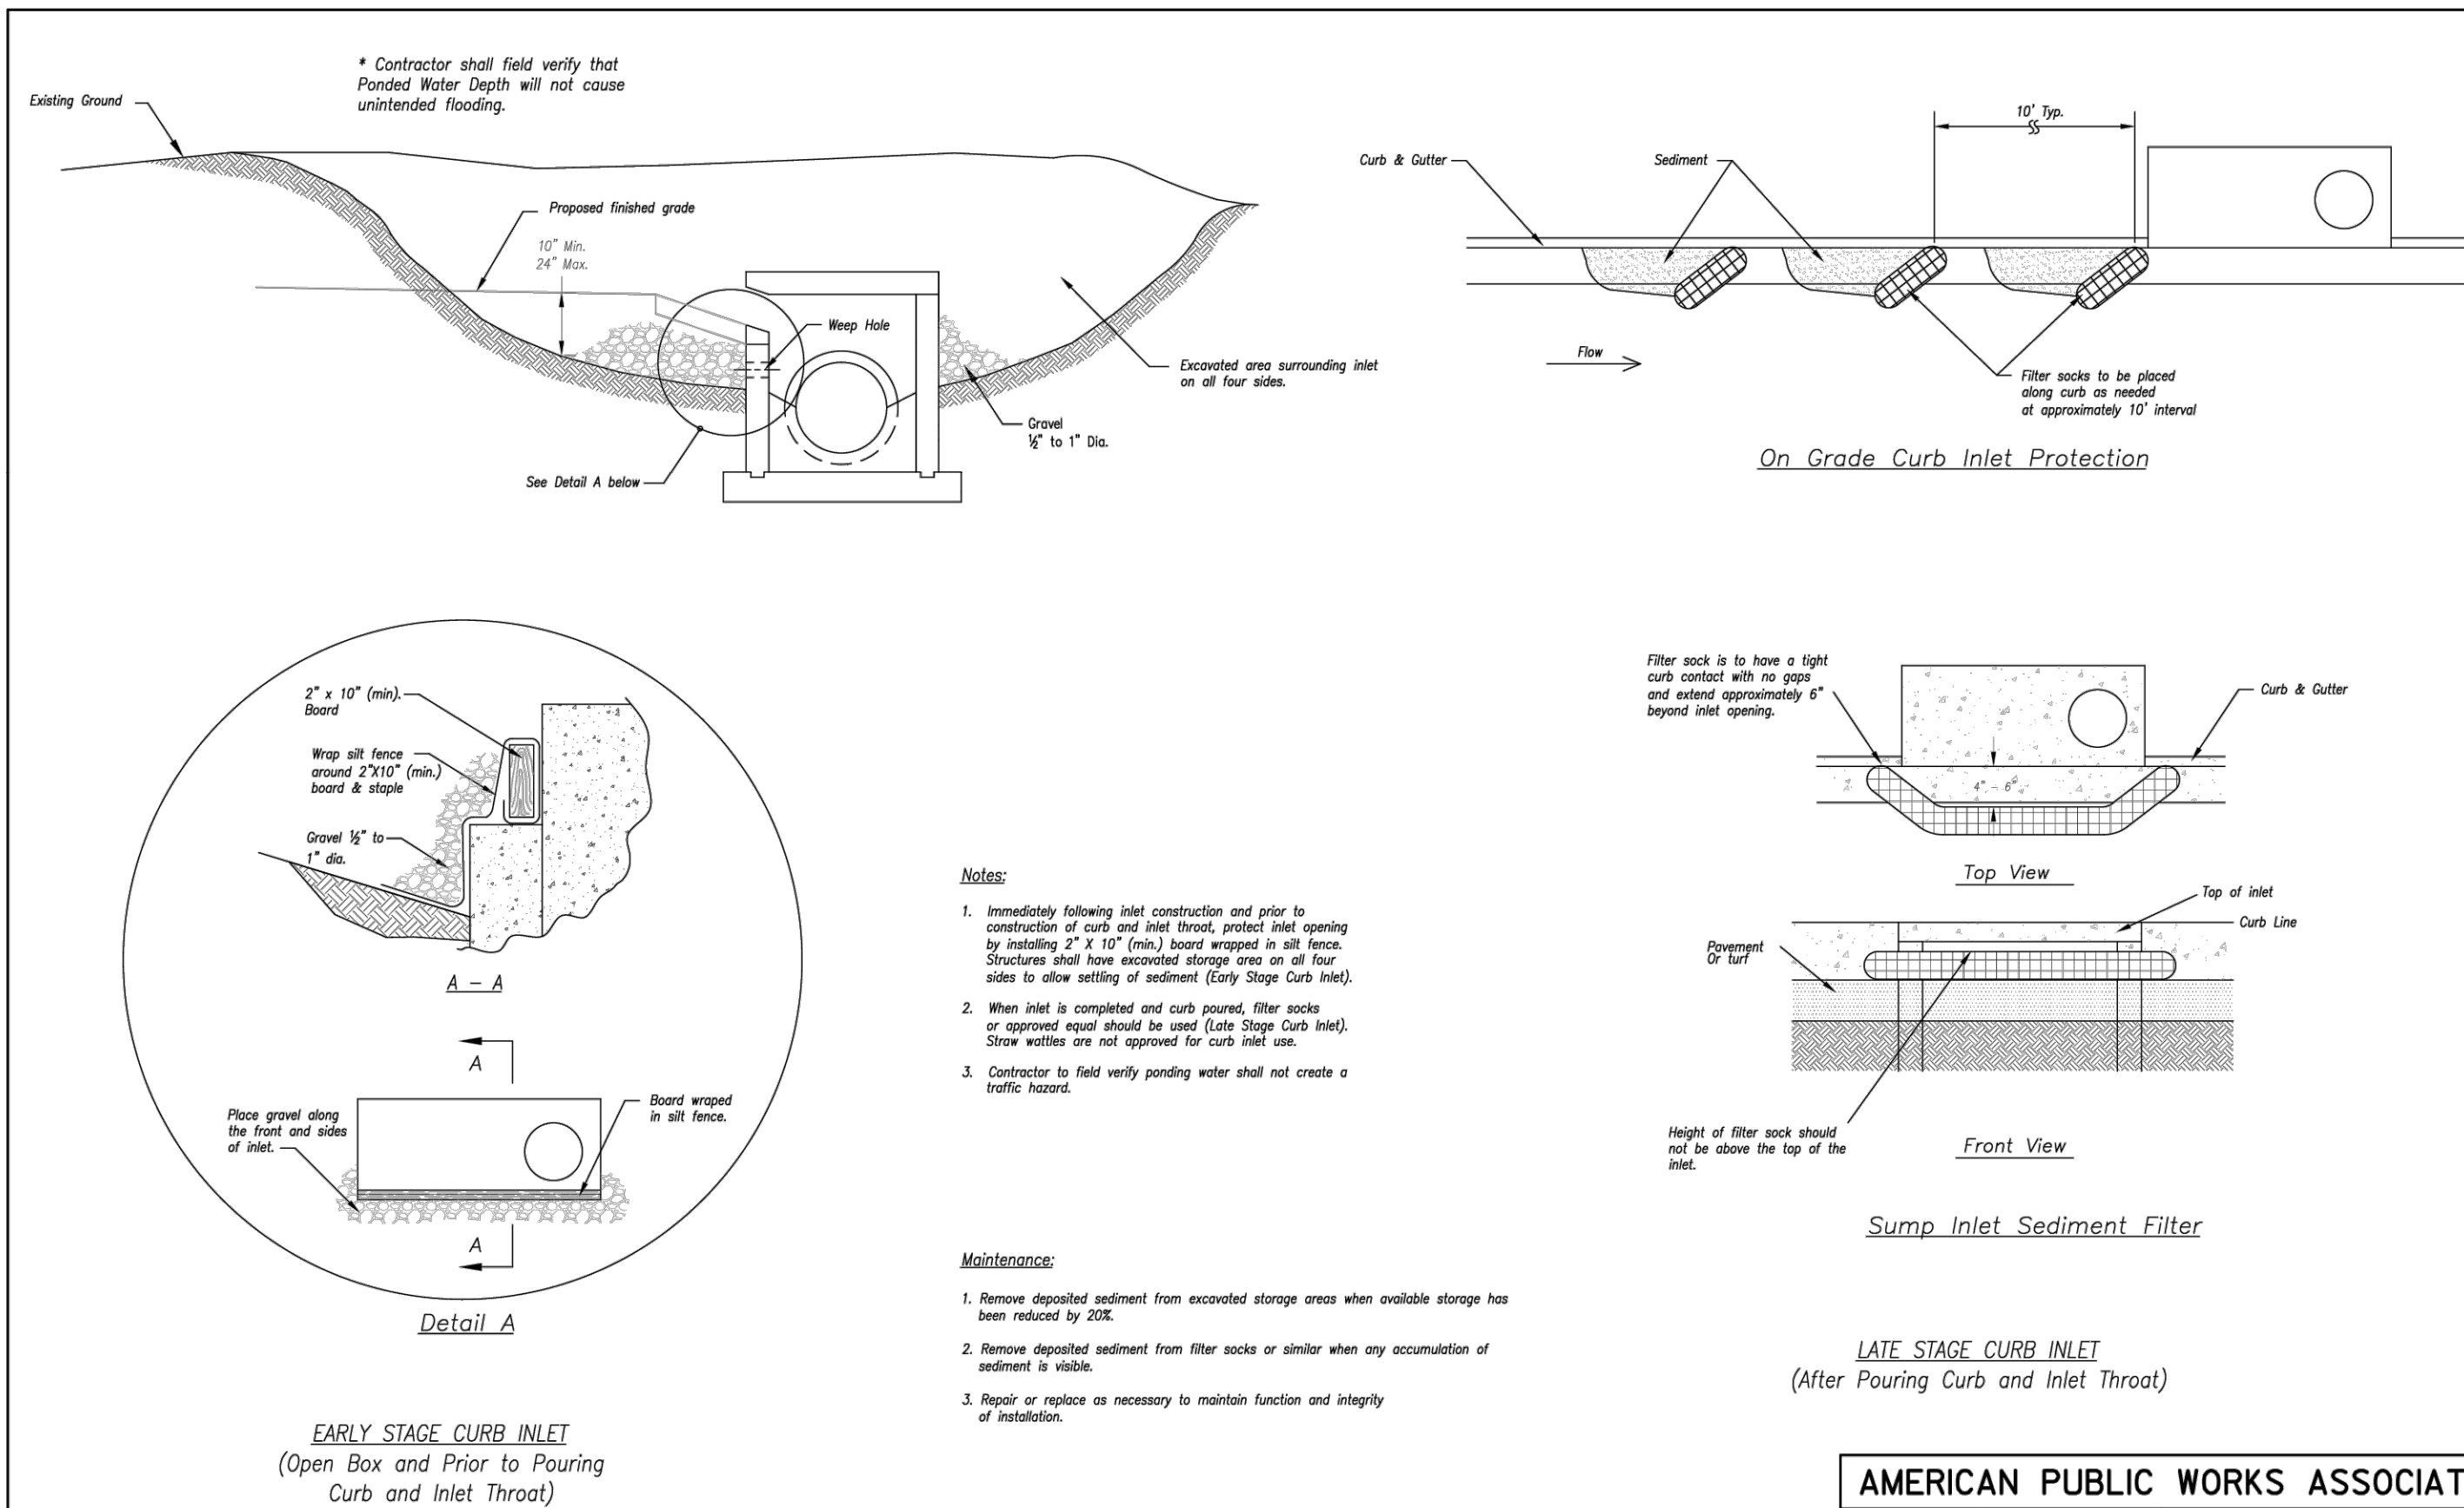 * Contractor shall field verify that
Ponded Water Depth will not cause
unintended flooding.
Existing Ground
Proposed finished grade
10" Min.
24" Max.
Weep Hole
Excavated area surrounding inlet
on all four sides.
Gravel
½" to 1" Dia.
See Detail A below
10' Typ.
Curb & Gutter
Sediment
Flow
Filter socks to be placed
along curb as needed
at approximately 10' interval
On Grade Curb Inlet Protection
2" x 10" (min).
Board
Wrap silt fence
around 2"X10" (min.)
board & staple
Gravel ½" to
1" dia.
A - A
A
Place gravel along
the front and sides
of inlet.
Board wraped
in silt fence.
A
Detail A
EARLY STAGE CURB INLET
(Open Box and Prior to Pouring
Curb and Inlet Throat)
Notes:
1. Immediately following inlet construction and prior to
construction of curb and inlet throat, protect inlet opening
by installing 2" X 10" (min.) board wrapped in silt fence.
Structures shall have excavated storage area on all four
sides to allow settling of sediment (Early Stage Curb Inlet).
2. When inlet is completed and curb poured, filter socks
or approved equal should be used (Late Stage Curb Inlet).
Straw wattles are not approved for curb inlet use.
3. Contractor to field verify ponding water shall not create a
traffic hazard.
Maintenance:
1. Remove deposited sediment from excavated storage areas when available storage has
been reduced by 20%.
2. Remove deposited sediment from filter socks or similar when any accumulation of
sediment is visible.
3. Repair or replace as necessary to maintain function and integrity
of installation.
Filter sock is to have a tight
curb contact with no gaps
and extend approximately 6"
beyond inlet opening.
Curb & Gutter
4" - 6"
Top View
Top of inlet
Curb Line
Pavement
Or turf
Height of filter sock should
not be above the top of the
inlet.
Front View
Sump Inlet Sediment Filter
LATE STAGE CURB INLET
(After Pouring Curb and Inlet Throat)
AMERICAN PUBLIC WORKS ASSOCIAT